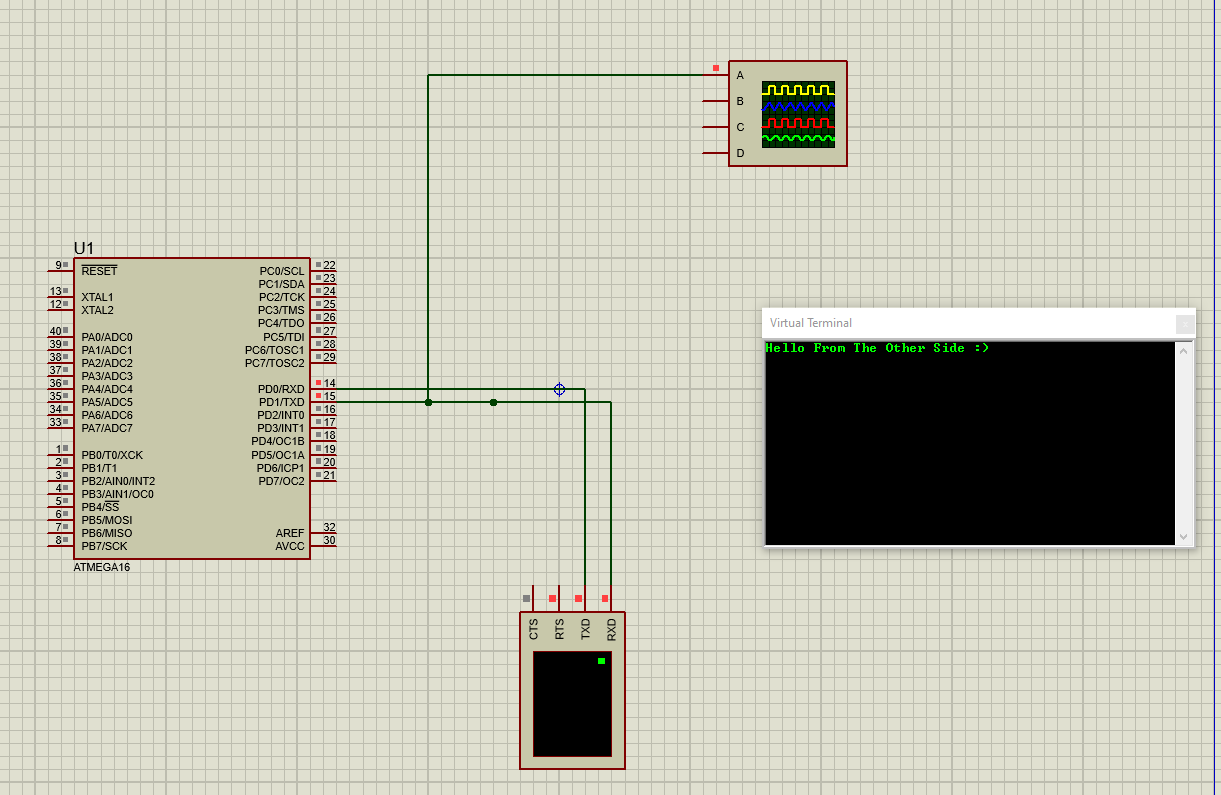 A
B
C
D
U1
9
RESET
13
XTAL1
12
XTAL2
40
PA0/ADC0
39
PA1/ADC1
38
PA2/ADC2
37
PA3/ADC3
36
PA4/ADC4
35
PA5/ADC5
34
PA6/ADC6
33
PA7/ADC7
1
PB0/T0/XCK
2
PB1/T1
3
PB2/AIN0/INT2
4
PB3/AIN1/OC0
5
PB4/SS
6
PB5/MOSI
7
PB6/MISO
8
PB7/SCK
PC0/SCL
22
PC1/SDA
23
PC2/TCK
24
PC3/TMS
25
PC4/TDO
26
PC5/TDI
27
PC6/TOSC1
28
PC7/TOSC2
29
PD0/RXD
14
PD1/TXD
15
PD2/INT0
16
PD3/INT1
17
PD4/OC1B
18
PD5/OC1A
19
PD6/ICP1
20
PD7/OC2
21
AREF
32
AVCC
30
ATMEGA16
Virtual Terminal
Hello From The Other Side :)
CTS
RTS
TXD
RXD